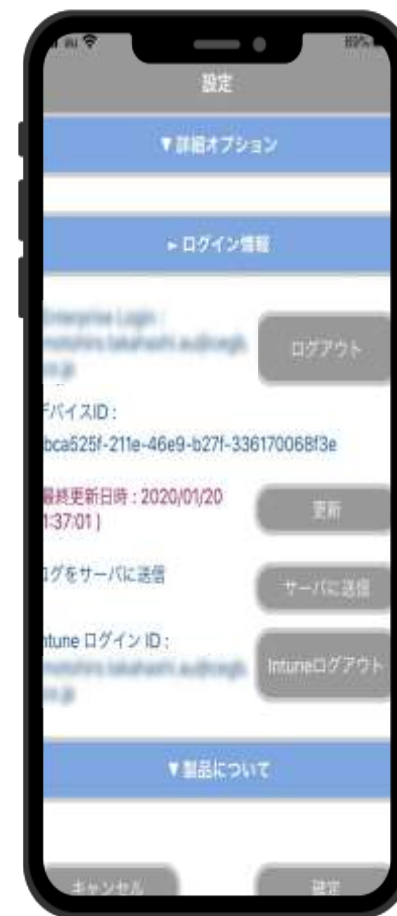 設定
▼詳細オプション
► ログイン情報
Enterprise Login :
ログアウト
デバイスID :
bca525f-211e-46e9-b27f-336170068f3e
最終更新日時 : 2020/01/20
1:37:01 )
更新
ログをサーバに送信
サーバに送信
ntune ログイン ID :
Intuneログアウト
▼製品について
キャンセル
確定